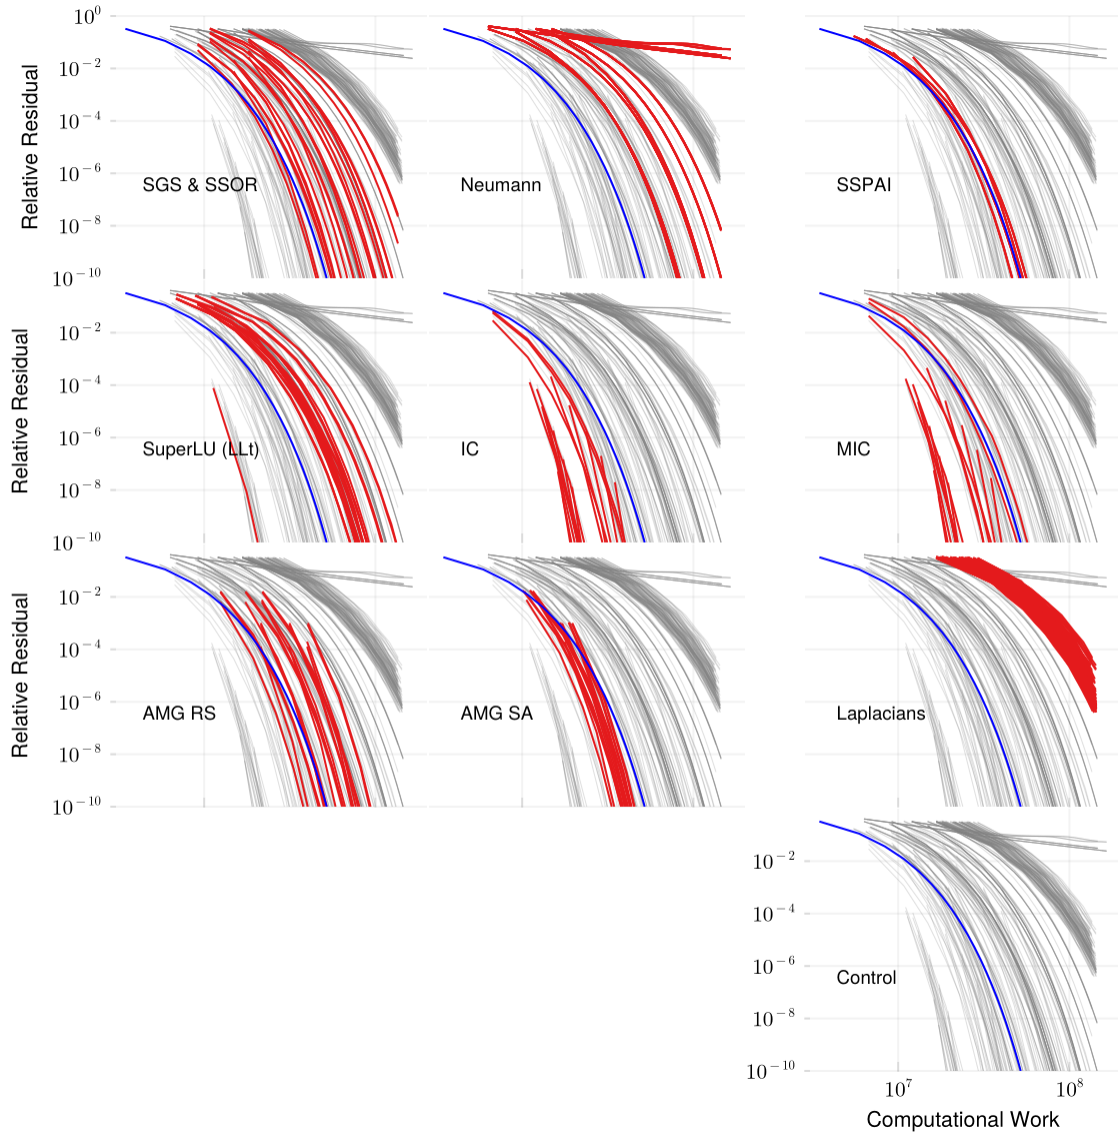 Relative Residual
10^0
10^−2
10^−4
10^−6
10^−8
10^−10
SGS & SSOR
Neumann
SSPAI
Relative Residual
10^−2
10^−4
10^−6
10^−8
10^−10
SuperLU (LLt)
IC
MIC
Relative Residual
10^−2
10^−4
10^−6
10^−8
10^−10
AMG RS
AMG SA
Laplacians
10^−2
10^−4
10^−6
10^−8
10^−10
Control
10^7
10^8
Computational Work